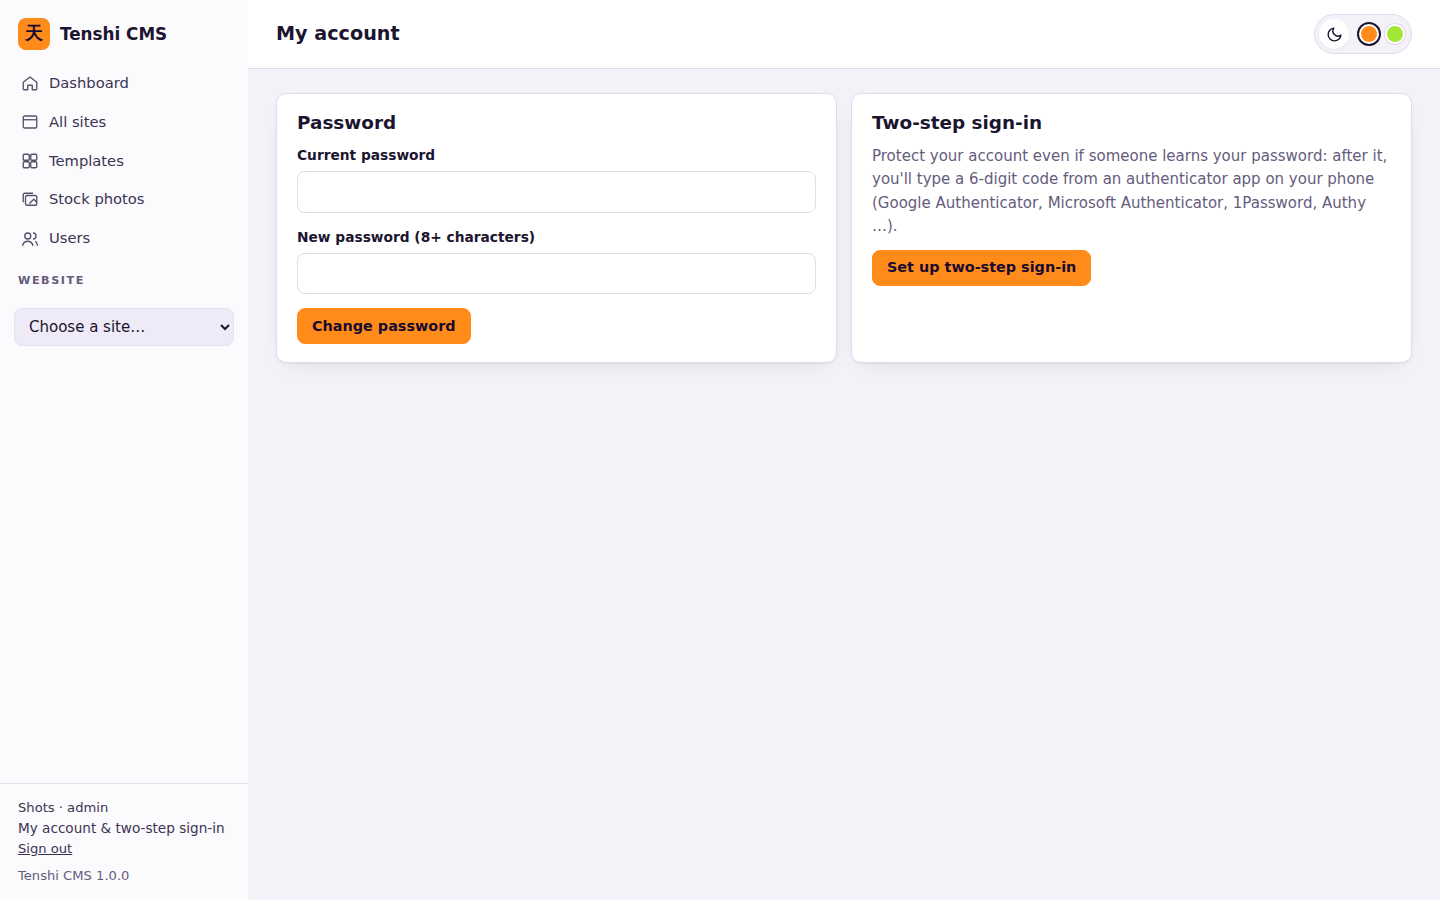 天 Tenshi CMS
Dashboard
All sites
Templates
Stock photos
Users
WEBSITE
Choose a site...
Shots · admin
My account & two-step sign-in
Sign out
Tenshi CMS 1.0.0
My account
Password
Current password
New password (8+ characters)
Change password
Two-step sign-in
Protect your account even if someone learns your password: after it,
you'll type a 6-digit code from an authenticator app on your phone
(Google Authenticator, Microsoft Authenticator, 1Password, Authy
…).
Set up two-step sign-in